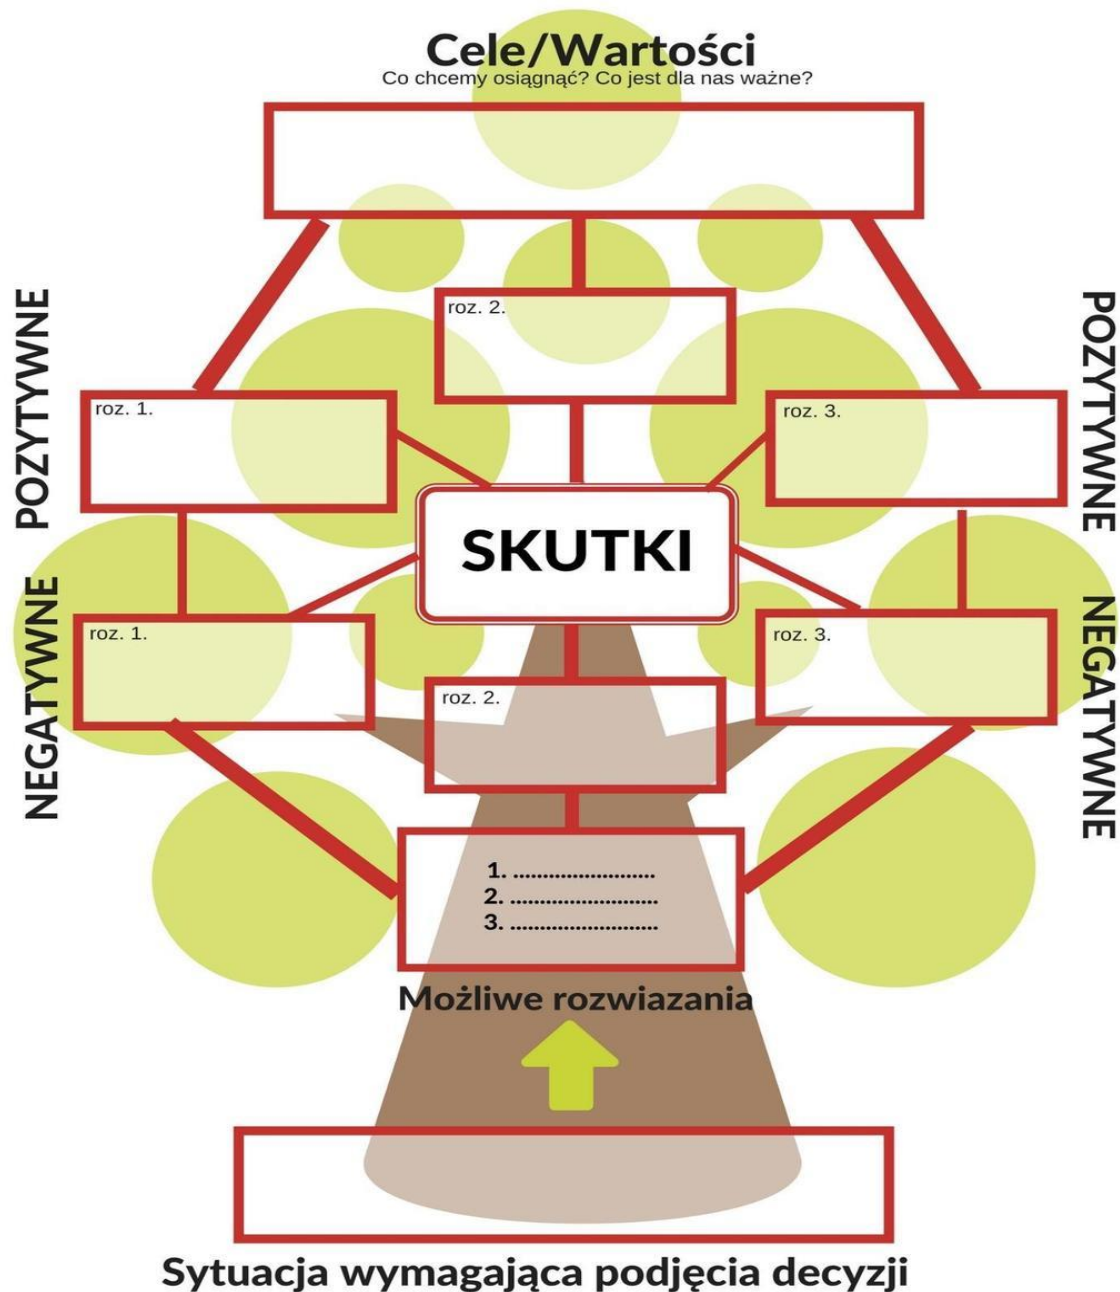 Cele/Wartości
Co chcemy osiągnąć? Co jest dla nas ważne?
POZYTYWNE
POZYTYWNE
roz. 2.
roz. 1.
roz. 3.
SKUTKI
NEGATYWNE
NEGATYWNE
roz. 1.
roz. 3.
roz. 2.
1. ........................
2. .........................
3. .........................
Możliwe rozwiazania
Sytuacja wymagająca podjęcia decyzji